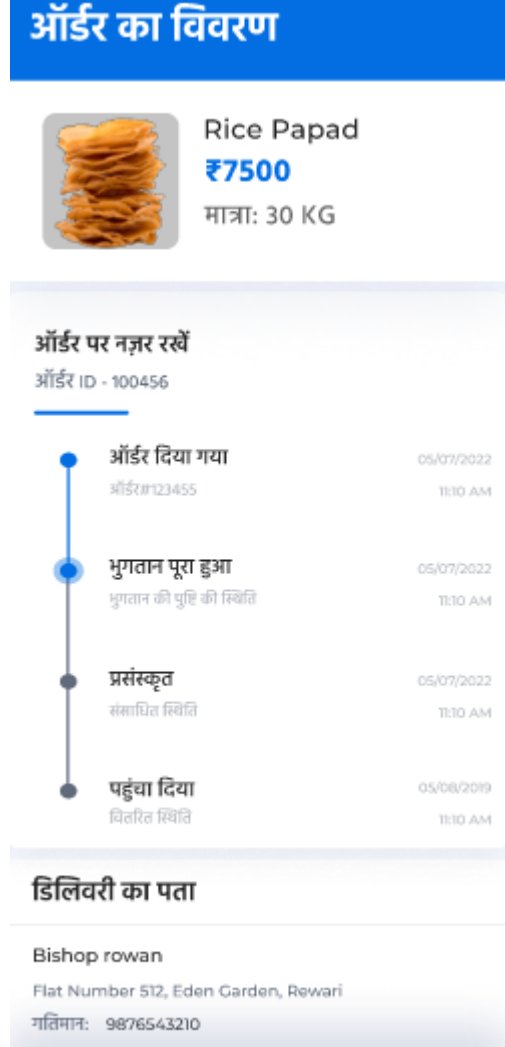 ऑर्डर का विवरण
Rice Papad
₹7500
मात्रा: 30 KG
ऑर्डर पर नज़र रखें
ऑर्डर ID - 100456
ऑर्डर दिया गया
05/07/2022
ऑर्डर#123455
11:10 AM
भुगतान पूरा हुआ
05/07/2022
भुगतान की पुष्टि की स्थिति
11:10 AM
प्रसंस्कृत
05/07/2022
संसाधित स्थिति
11:10 AM
पहुंचा दिया
05/08/2019
वितरित स्थिति
11:10 AM
डिलिवरी का पता
Bishop rowan
Flat Number 512, Eden Garden, Rewari
गतिमान: 9876543210